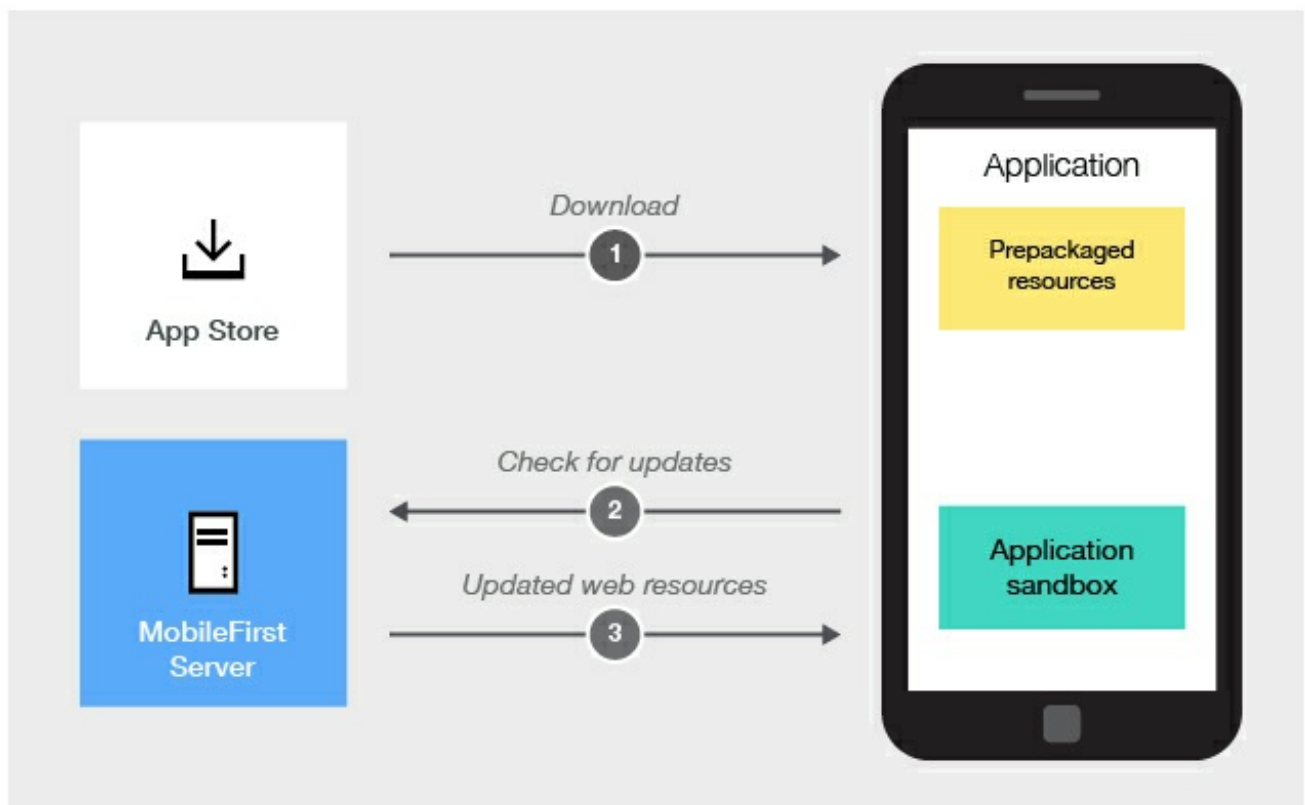 App Store
MobileFirst
Server
Download
1
Check for updates
2
Updated web resources
3
Application
Prepackaged
resources
Application
sandbox